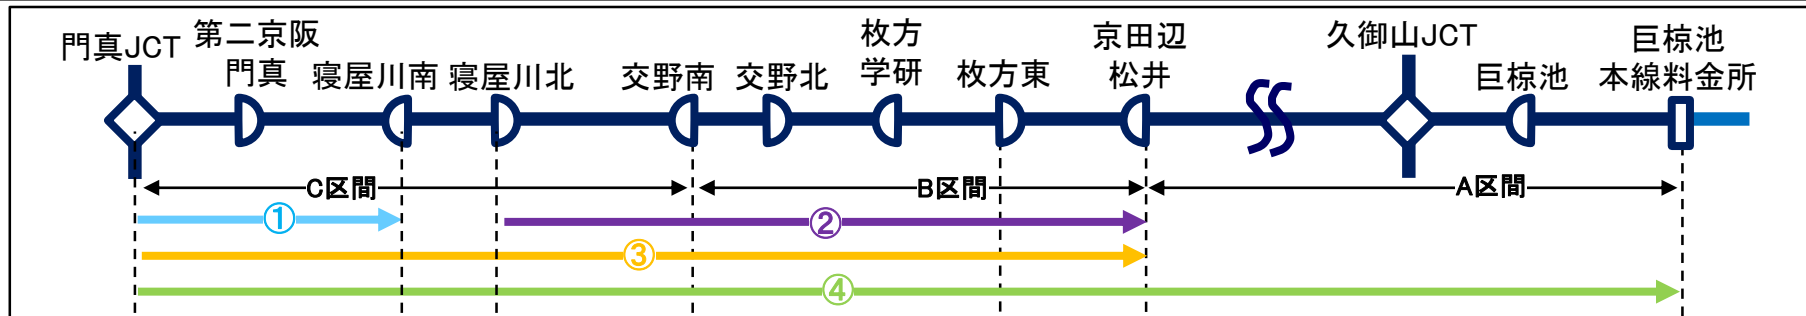 門真JCT
第二京阪
門真
寝屋川南
寝屋川北
交野南
交野北
枚方
学研
枚方東
京田辺
松井
久御山JCT
巨椋池
巨椋池
本線料金所
C区間
B区間
A区間
①
②
③
④